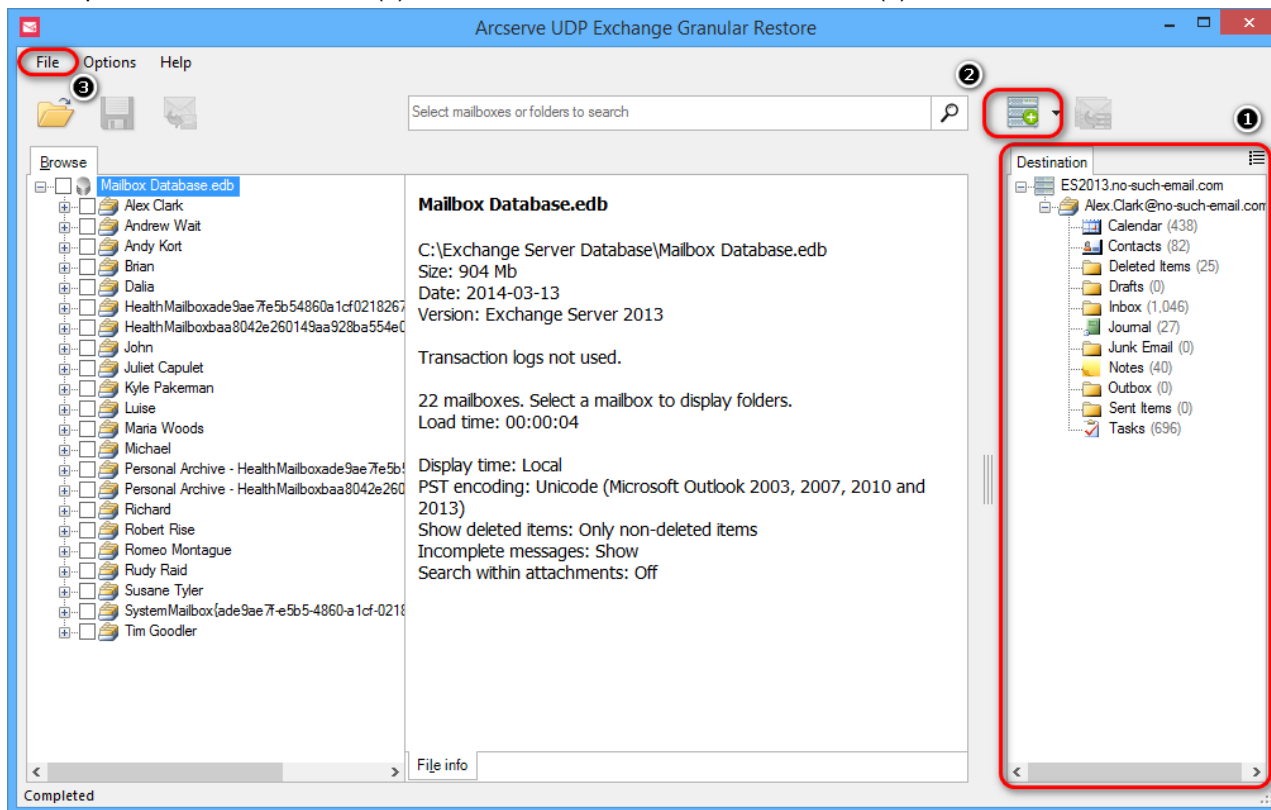 Arcserve UDP Exchange Granular Restore
File Options Help
3
2
1
Select mailboxes or folders to search
Browse
Mailbox Database.edb
Alex Clark
Andrew Wait
Andy Kort
Brian
Dalia
HealthMailboxade9ae7fe5b54860a1cf0218267
HealthMailboxbaa8042e260149aa928ba554e0
John
Juliet Capulet
Kyle Pakerman
Luise
Maria Woods
Michael
Personal Archive - HealthMailboxade9ae7fe5b5
Personal Archive - HealthMailboxbaa8042e260
Richard
Robert Rise
Romeo Montague
Rudy Raid
Susane Tyler
SystemMailbox{ade9ae7f-e5b5-4860-a1cf-0218
Tim Goodler
Mailbox Database.edb
C:\Exchange Server Database\Mailbox Database.edb
Size: 904 Mb
Date: 2014-03-13
Version: Exchange Server 2013
Transaction logs not used.
22 mailboxes. Select a mailbox to display folders.
Load time: 00:00:04
Display time: Local
PST encoding: Unicode (Microsoft Outlook 2003, 2007, 2010 and
2013)
Show deleted items: Only non-deleted items
Incomplete messages: Show
Search within attachments: Off
File info
Destination
ES2013.no-such-email.com
Alex.Clark@no-such-email.com
Calendar (438)
Contacts (82)
Deleted Items (25)
Drafts (0)
Inbox (1,046)
Journal (27)
Junk Email (0)
Notes (40)
Outbox (0)
Sent Items (0)
Tasks (696)
Completed